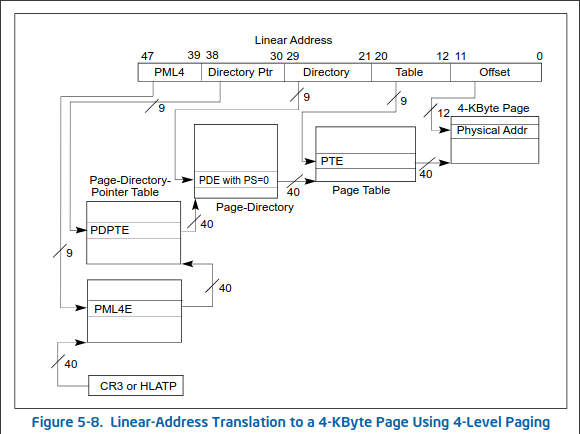 Linear Address
47 39 38 30 29 21 20 12 11 0
PML4 Directory Ptr Directory Table Offset
9
9
9
12
4-KByte Page
Physical Addr
PTE
40
Page Table
PDE with PS=0
40
Page-Directory
Page-Directory-
Pointer Table
PDPTE
40
9
40
PML4E
40
CR3 or HLATP
Figure 5-8. Linear-Address Translation to a 4-KByte Page Using 4-Level Paging